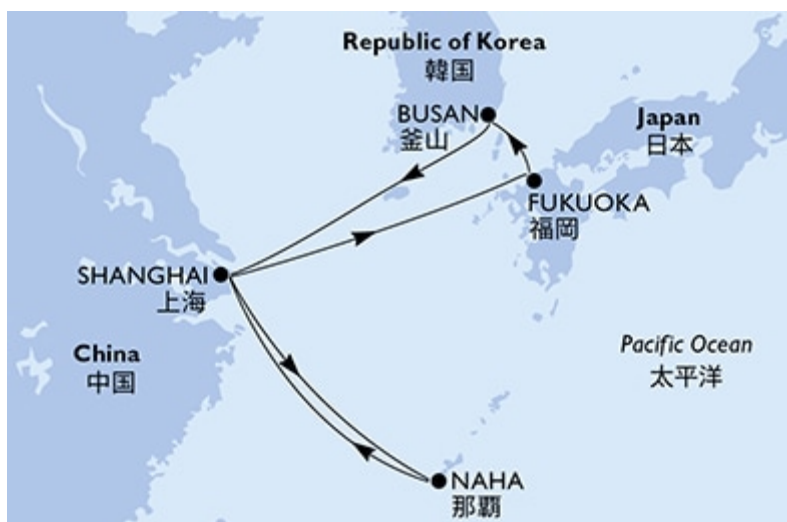 Republic of Korea
韓国
BUSAN
釜山
Japan
日本
FUKUOKA
福岡
SHANGHAI
上海
China
中国
Pacific Ocean
太平洋
NAHA
那覇